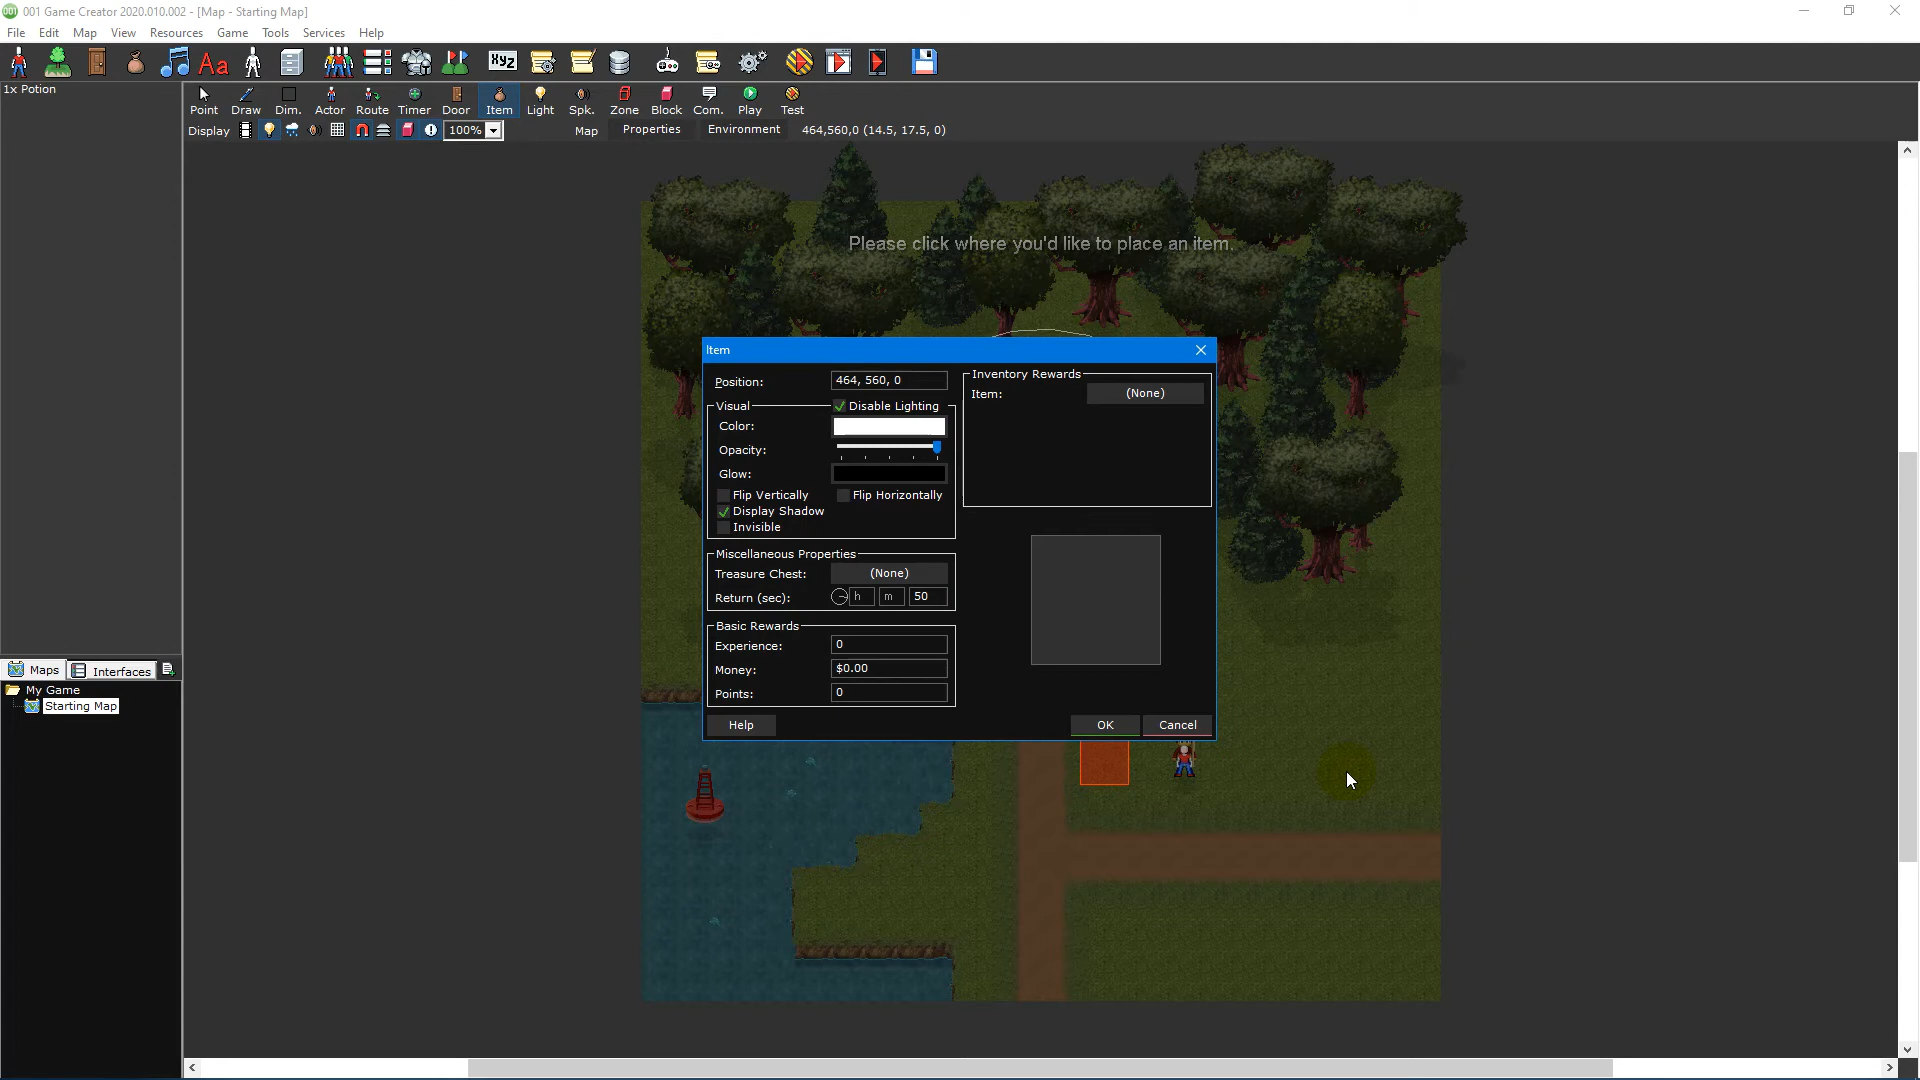 001 Game Creator 2020.010.002 - [Map - Starting Map]
File Edit Map View Resources Game Tools Services Help
Aa XYZ
1x Potion
Point Draw Dim. Actor Route Timer Door Item Light Spk. Zone Block Com. Play Test
Display 100% Map Properties Environment 464,560,0 (14.5, 17.5, 0)
Please click where you'd like to place an item.
Item
Position: 464, 560, 0
Visual Disable Lighting
Color:
Opacity:
Glow:
Flip Vertically Flip Horizontally
Display Shadow
Invisible
Miscellaneous Properties
Treasure Chest: (None)
Return (sec): h m 50
Basic Rewards
Experience: 0
Money: $0.00
Points: 0
Inventory Rewards
Item: (None)
Help OK Cancel
Maps Interfaces
My Game
Starting Map